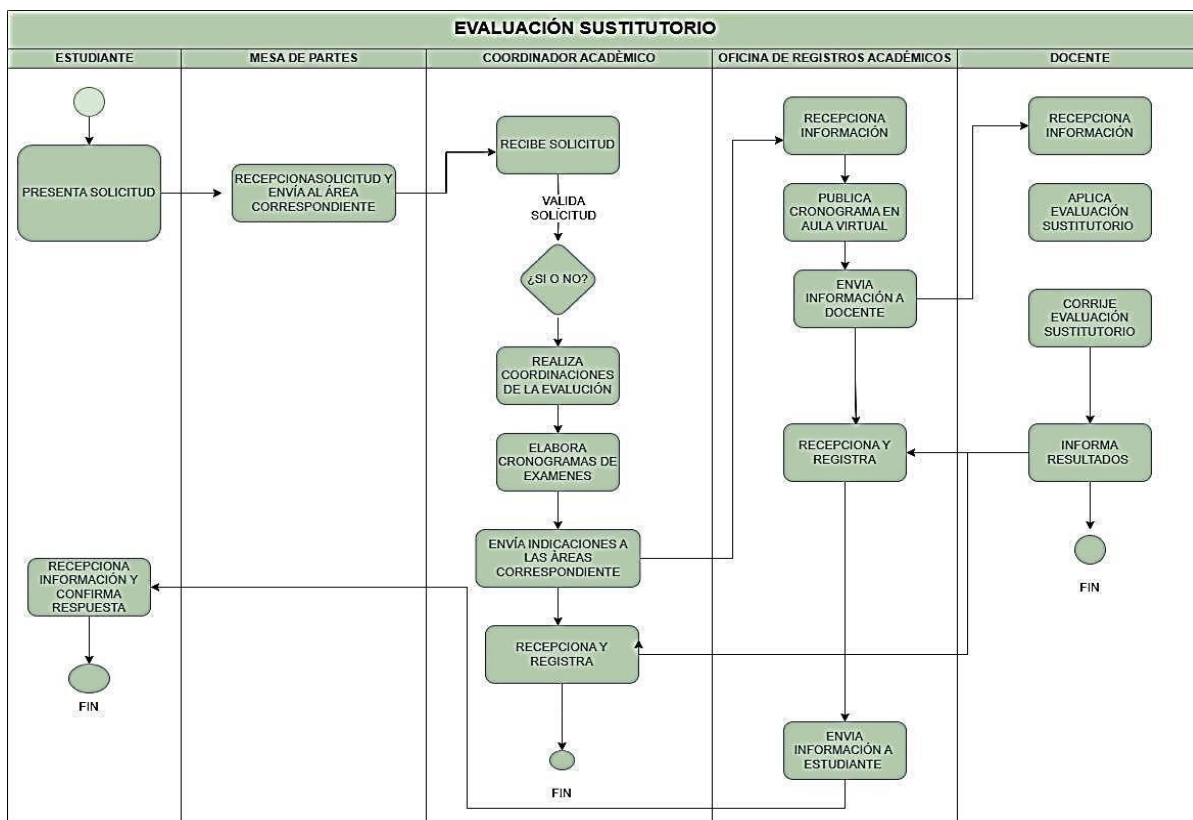 EVALUACIÓN SUSTITUTORIO
ESTUDIANTE
MESA DE PARTES
COORDINADOR ACADÈMICO
OFICINA DE REGISTROS ACADÉMICOS
DOCENTE
PRESENTA SOLICITUD
RECEPCIONASOLICITUD Y
ENVÍA AL ÁREA
CORRESPONDIENTE
RECIBE SOLICITUD
VALIDA
SOLICITUD
¿SI O NO?
REALIZA
COORDINACIONES
DE LA EVALUCIÓN
ELABORA
CRONOGRAMAS DE
EXAMENES
ENVÍA INDICACIONES A
LAS ÀREAS
CORRESPONDIENTE
RECEPCIONA Y
REGISTRA
FIN
RECEPCIONA
INFORMACIÓN
PUBLICA
CRONOGRAMA EN
AULA VIRTUAL
ENVIA
INFORMACIÓN A
DOCENTE
RECEPCIONA Y
REGISTRA
ENVIA
INFORMACIÓN A
ESTUDIANTE
RECEPCIONA
INFORMACIÓN
APLICA
EVALUACIÓN
SUSTITUTORIO
CORRIJE
EVALUACIÓN
SUSTITUTORIO
INFORMA
RESULTADOS
FIN
RECEPCIONA
INFORMACIÓN Y
CONFIRMA
RESPUESTA
FIN